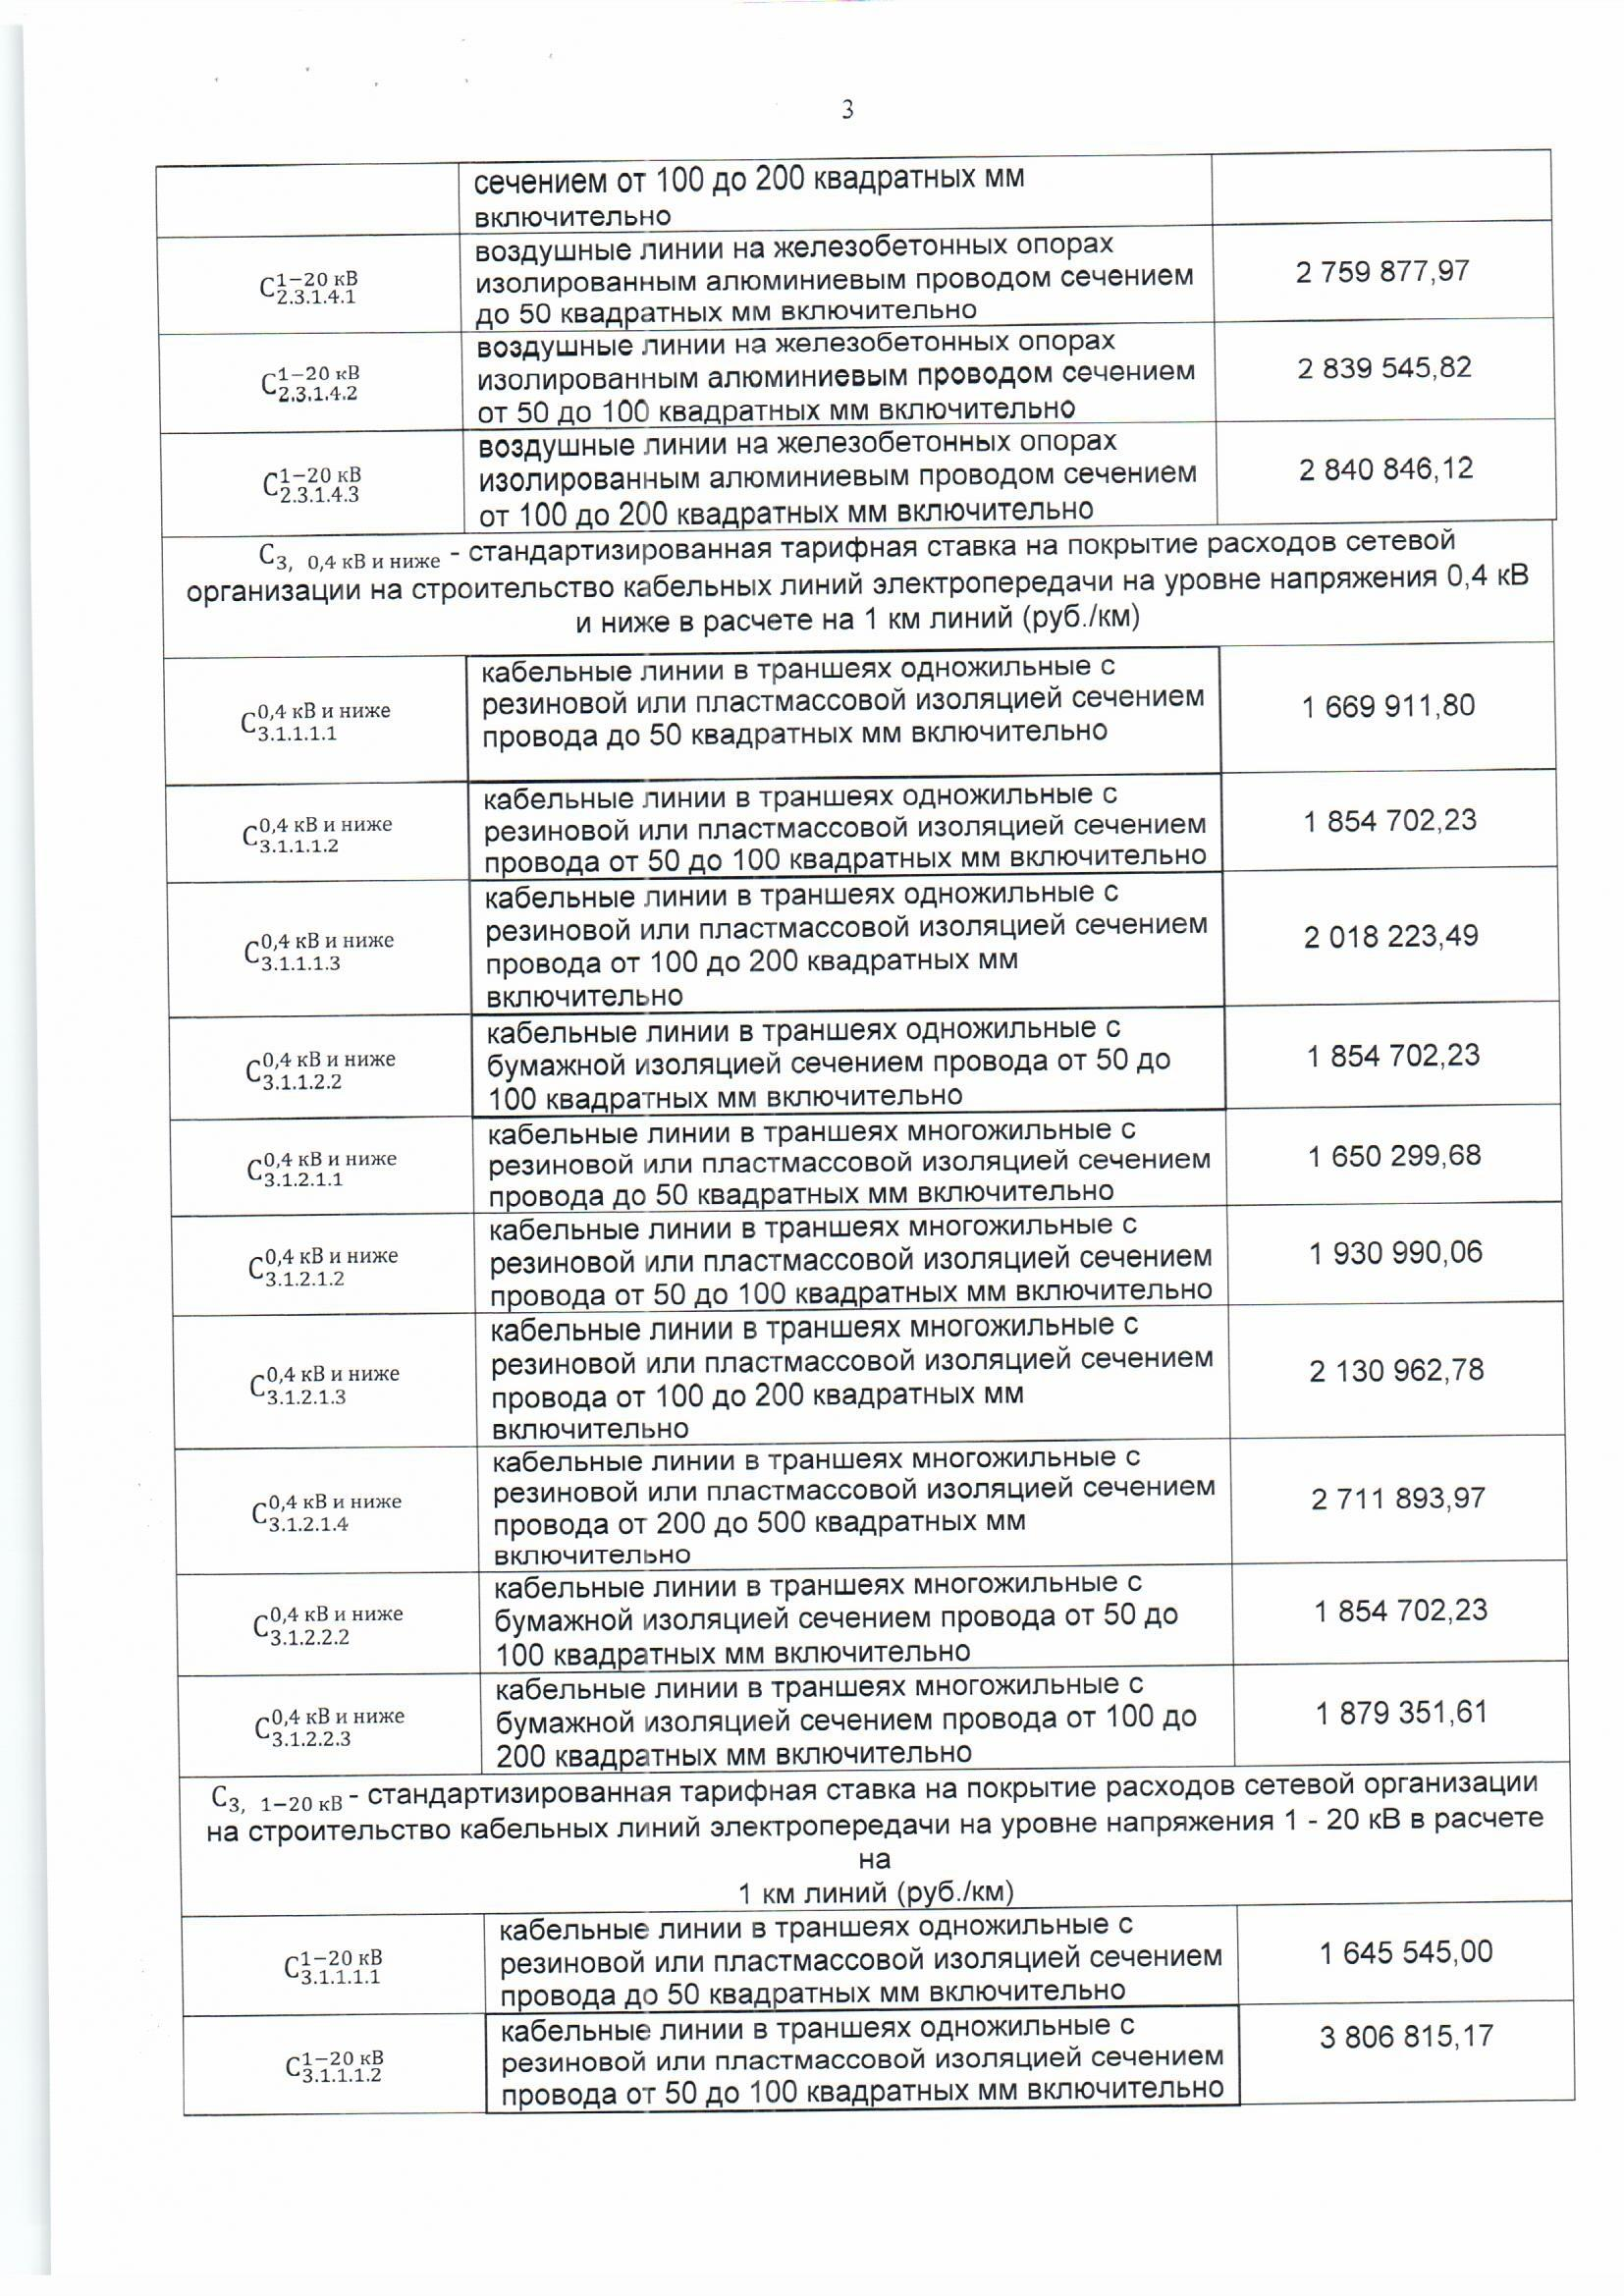 3
сечением от 100 до 200 квадратных мм
включительно
C 1−20 кВ 2.3.1.4.1
воздушные линии на железобетонных опорах
изолированным алюминиевым проводом сечением
до 50 квадратных мм включительно
2 759 877,97
C 1−20 кВ 2.3.1.4.2
воздушные линии на железобетонных опорах
изолированным алюминиевым проводом сечением
от 50 до 100 квадратных мм включительно
2 839 545,82
C 1−20 кВ 2.3.1.4.3
воздушные линии на железобетонных опорах
изолированным алюминиевым проводом сечением
от 100 до 200 квадратных мм включительно
2 840 846,12
C3, 0,4 кВ и ниже - стандартизированная тарифная ставка на покрытие расходов сетевой
организации на строительство кабельных линий электропередачи на уровне напряжения 0,4 кВ
и ниже в расчете на 1 км линий (руб./км)
C 0,4 кВ и ниже 3.1.1.1.1
кабельные линии в траншеях одножильные с
резиновой или пластмассовой изоляцией сечением
провода до 50 квадратных мм включительно
1 669 911,80
C 0,4 кВ и ниже 3.1.1.1.2
кабельные линии в траншеях одножильные с
резиновой или пластмассовой изоляцией сечением
провода от 50 до 100 квадратных мм включительно
1 854 702,23
C 0,4 кВ и ниже 3.1.1.1.3
кабельные линии в траншеях одножильные с
резиновой или пластмассовой изоляцией сечением
провода от 100 до 200 квадратных мм
включительно
2 018 223,49
C 0,4 кВ и ниже 3.1.1.2.2
кабельные линии в траншеях одножильные с
бумажной изоляцией сечением провода от 50 до
100 квадратных мм включительно
1 854 702,23
C 0,4 кВ и ниже 3.1.2.1.1
кабельные линии в траншеях многожильные с
резиновой или пластмассовой изоляцией сечением
провода до 50 квадратных мм включительно
1 650 299,68
C 0,4 кВ и ниже 3.1.2.1.2
кабельные линии в траншеях многожильные с
резиновой или пластмассовой изоляцией сечением
провода от 50 до 100 квадратных мм включительно
1 930 990,06
C 0,4 кВ и ниже 3.1.2.1.3
кабельные линии в траншеях многожильные с
резиновой или пластмассовой изоляцией сечением
провода от 100 до 200 квадратных мм
включительно
2 130 962,78
C 0,4 кВ и ниже 3.1.2.1.4
кабельные линии в траншеях многожильные с
резиновой или пластмассовой изоляцией сечением
провода от 200 до 500 квадратных мм
включительно
2 711 893,97
C 0,4 кВ и ниже 3.1.2.2.2
кабельные линии в траншеях многожильные с
бумажной изоляцией сечением провода от 50 до
100 квадратных мм включительно
1 854 702,23
C 0,4 кВ и ниже 3.1.2.2.3
кабельные линии в траншеях многожильные с
бумажной изоляцией сечением провода от 100 до
200 квадратных мм включительно
1 879 351,61
C3, 1−20 кВ - стандартизированная тарифная ставка на покрытие расходов сетевой организации
на строительство кабельных линий электропередачи на уровне напряжения 1 - 20 кВ в расчете
на
1 км линий (руб./км)
C 1−20 кВ 3.1.1.1.1
кабельные линии в траншеях одножильные с
резиновой или пластмассовой изоляцией сечением
провода до 50 квадратных мм включительно
1 645 545,00
C 1−20 кВ 3.1.1.1.2
кабельные линии в траншеях одножильные с
резиновой или пластмассовой изоляцией сечением
провода от 50 до 100 квадратных мм включительно
3 806 815,17